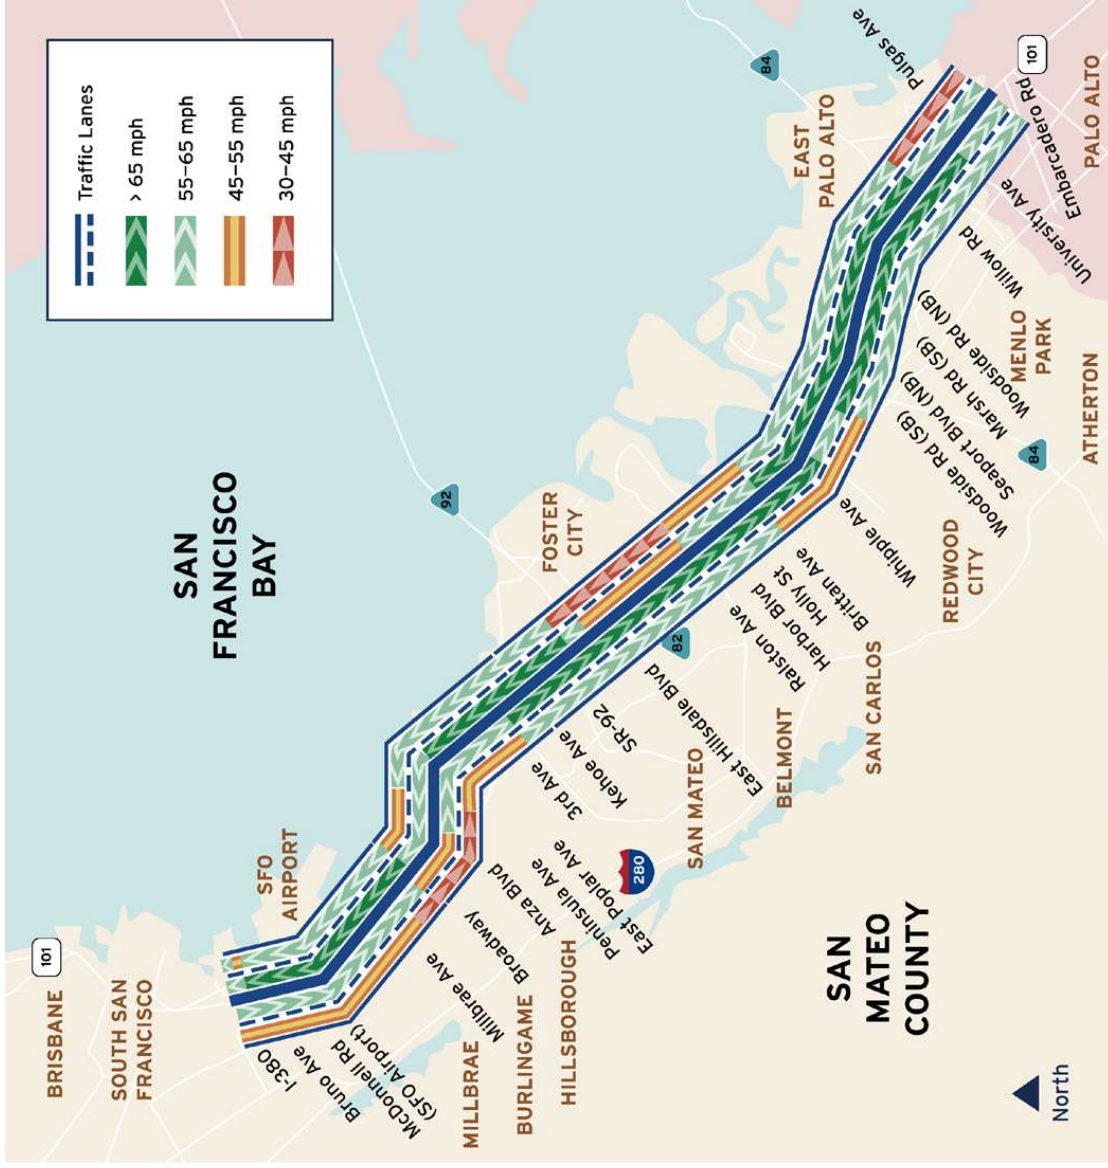 Traffic Lanes
> 65 mph
55–65 mph
45–55 mph
30–45 mph
SAN
FRANCISCO
BAY
101
BRISBANE
SOUTH SAN
FRANCISCO
SFO
AIRPORT
I-380
Bruno Ave
McDonnell Rd
(SFO Airport)
Millbrae Ave
Broadway
Anza Blvd
Peninsula Ave
East Poplar Ave
3rd Ave
Kehoe Ave
SR-92
East Hillsdale Blvd
Ralston Ave
Harbor Blvd
Holly St
Brittan Ave
Whipple Ave
Woodside Rd (SB)
Seaport Blvd (NB)
Marsh Rd (SB)
Woodside Rd (NB)
Willow Rd
University Ave
Embarcadero Rd
Pulgas Ave
MILLBRAE
BURLINGAME
HILLSBOROUGH
280
SAN MATEO
BELMONT
SAN CARLOS
REDWOOD
CITY
FOSTER
CITY
92
82
84
84
EAST
PALO ALTO
MENLO
PARK
ATHERTON
PALO ALTO
101
SAN
MATEO
COUNTY
North